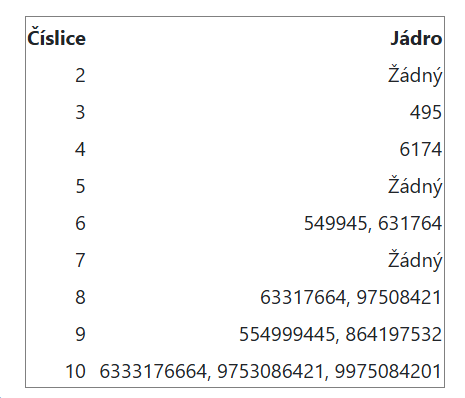 Číslice Jádro
2 Žádný
3 495
4 6174
5 Žádný
6 549945, 631764
7 Žádný
8 63317664, 97508421
9 554999445, 864197532
10 6333176664, 9753086421, 9975084201